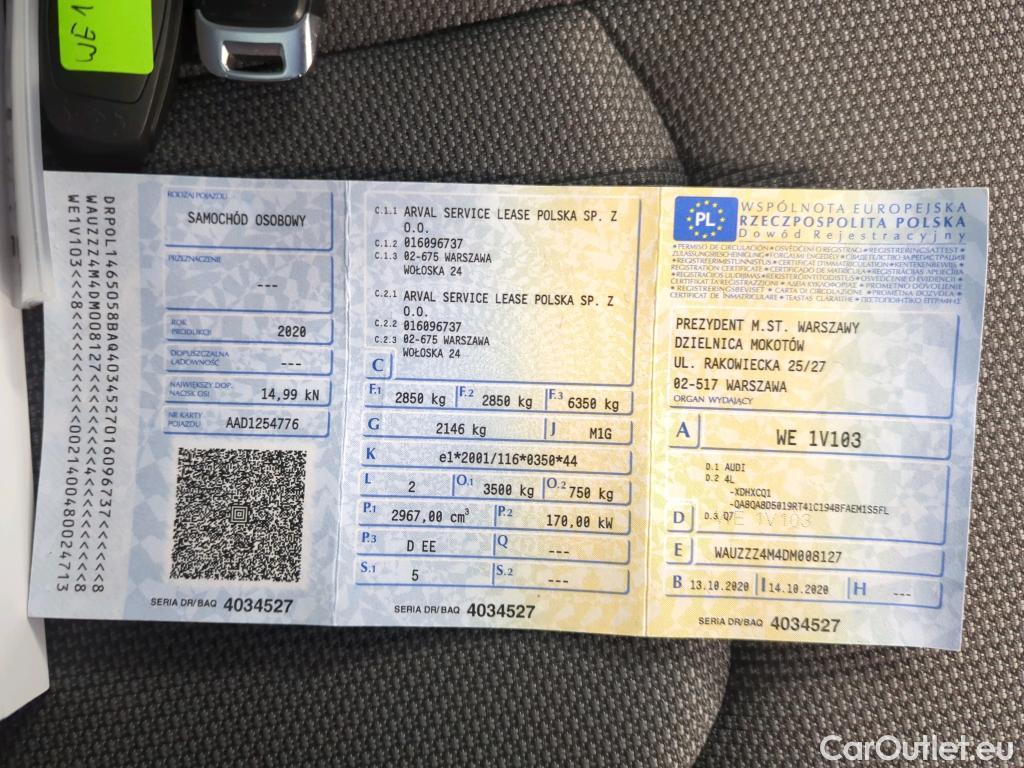 WE1
DRPOL1465058BAQ4034527016096737<<<<<<8
WE1V103<<<8<<<<<<<<<<<<<<0021400480024713
RODZAJ POJAZDU
SAMOCHÓD OSOBOWY
PRZEZNACZENIE
---
ROK
PRODUKCJI 2020
DOPUSZCZALNA
ŁADOWNOŚĆ ---
NAJWIĘKSZY DOP.
NACISK OSI 14,99 kN
NR KARTY
POJAZDU AAD1254776
SERIA DR/BAQ 4034527
C.1.1 ARVAL SERVICE LEASE POLSKA SP. Z
O.O.
C.1.2 016096737
C.1.3 02-675 WARSZAWA
WOŁOSKA 24
C.2.1 ARVAL SERVICE LEASE POLSKA SP. Z
O.O.
C.2.2 016096737
C.2.3 02-675 WARSZAWA
WOŁOSKA 24
C
F.1 2850 kg F.2 2850 kg F.3 6350 kg
G 2146 kg J M1G
K e1*2001/116*0350*44
L 2 O.1 3500 kg O.2 750 kg
P.1 2967,00 cm³ P.2 170,00 kW
P.3 D EE Q ---
S.1 5 S.2 ---
SERIA DR/BAQ 4034527
PL
WSPÓLNOTA EUROPEJSKA
RZECZPOSPOLITA POLSKA
Dowód Rejestracyjny
PREZYDENT M.ST. WARSZAWY
DZIELNICA MOKOTÓW
UL. RAKOWIECKA 25/27
02-517 WARSZAWA
ORGAN WYDAJĄCY
A WE 1V103
D.1 AUDI
D.2 4L
-XDHXCQ1
-QA8QA8D5019RT41C194BFAEM1S5FL
D D.3 Q7
WE 1V103
E WAUZZZ4M4DM008127
B 13.10.2020 I 14.10.2020 H ---
SERIA DR/BAQ 4034527
CarOutlet.eu